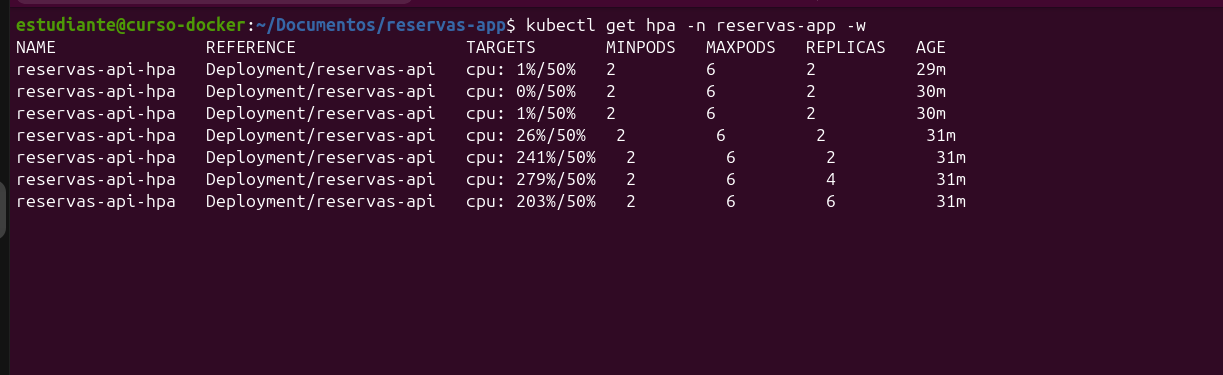 estudiante@curso-docker:~/Documentos/reservas-app$ kubectl get hpa -n reservas-app -w
NAME               REFERENCE                 TARGETS       MINPODS   MAXPODS   REPLICAS   AGE
reservas-api-hpa   Deployment/reservas-api   cpu: 1%/50%   2         6         2          29m
reservas-api-hpa   Deployment/reservas-api   cpu: 0%/50%   2         6         2          30m
reservas-api-hpa   Deployment/reservas-api   cpu: 1%/50%   2         6         2          30m
reservas-api-hpa   Deployment/reservas-api   cpu: 26%/50%   2         6         2          31m
reservas-api-hpa   Deployment/reservas-api   cpu: 241%/50%   2         6         2          31m
reservas-api-hpa   Deployment/reservas-api   cpu: 279%/50%   2         6         4          31m
reservas-api-hpa   Deployment/reservas-api   cpu: 203%/50%   2         6         6          31m